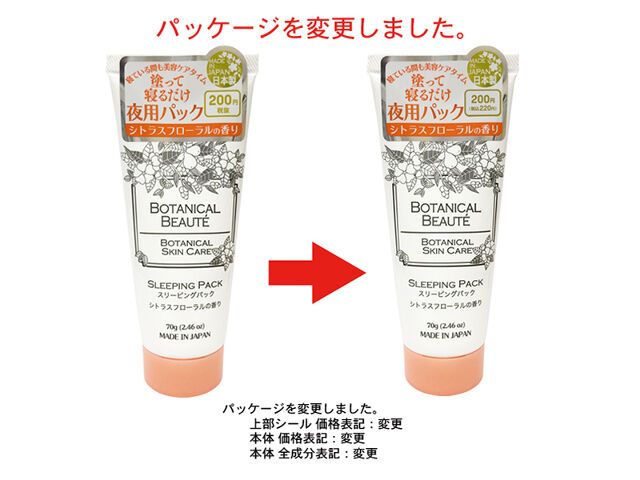 パッケージを変更しました。
寝ている間も美容ケアタイム
塗って
寝るだけ
夜用パック
シトラスフローラルの香り
MADE IN
JAPAN
日本製
200円
税抜
BOTANICAL
BEAUTÉ
BOTANICAL
SKIN CARE
SLEEPING PACK
スリーピングパック
シトラスフローラルの香り
70g (2.46 oz)
MADE IN JAPAN
寝ている間も美容ケアタイム
塗って
寝るだけ
夜用パック
シトラスフローラルの香り
MADE IN
JAPAN
日本製
200円
(税込220円)
BOTANICAL
BEAUTÉ
BOTANICAL
SKIN CARE
SLEEPING PACK
スリーピングパック
シトラスフローラルの香り
70g (2.46 oz)
MADE IN JAPAN
パッケージを変更しました。
上部シール 価格表記：変更
本体 価格表記：変更
本体 全成分表記：変更